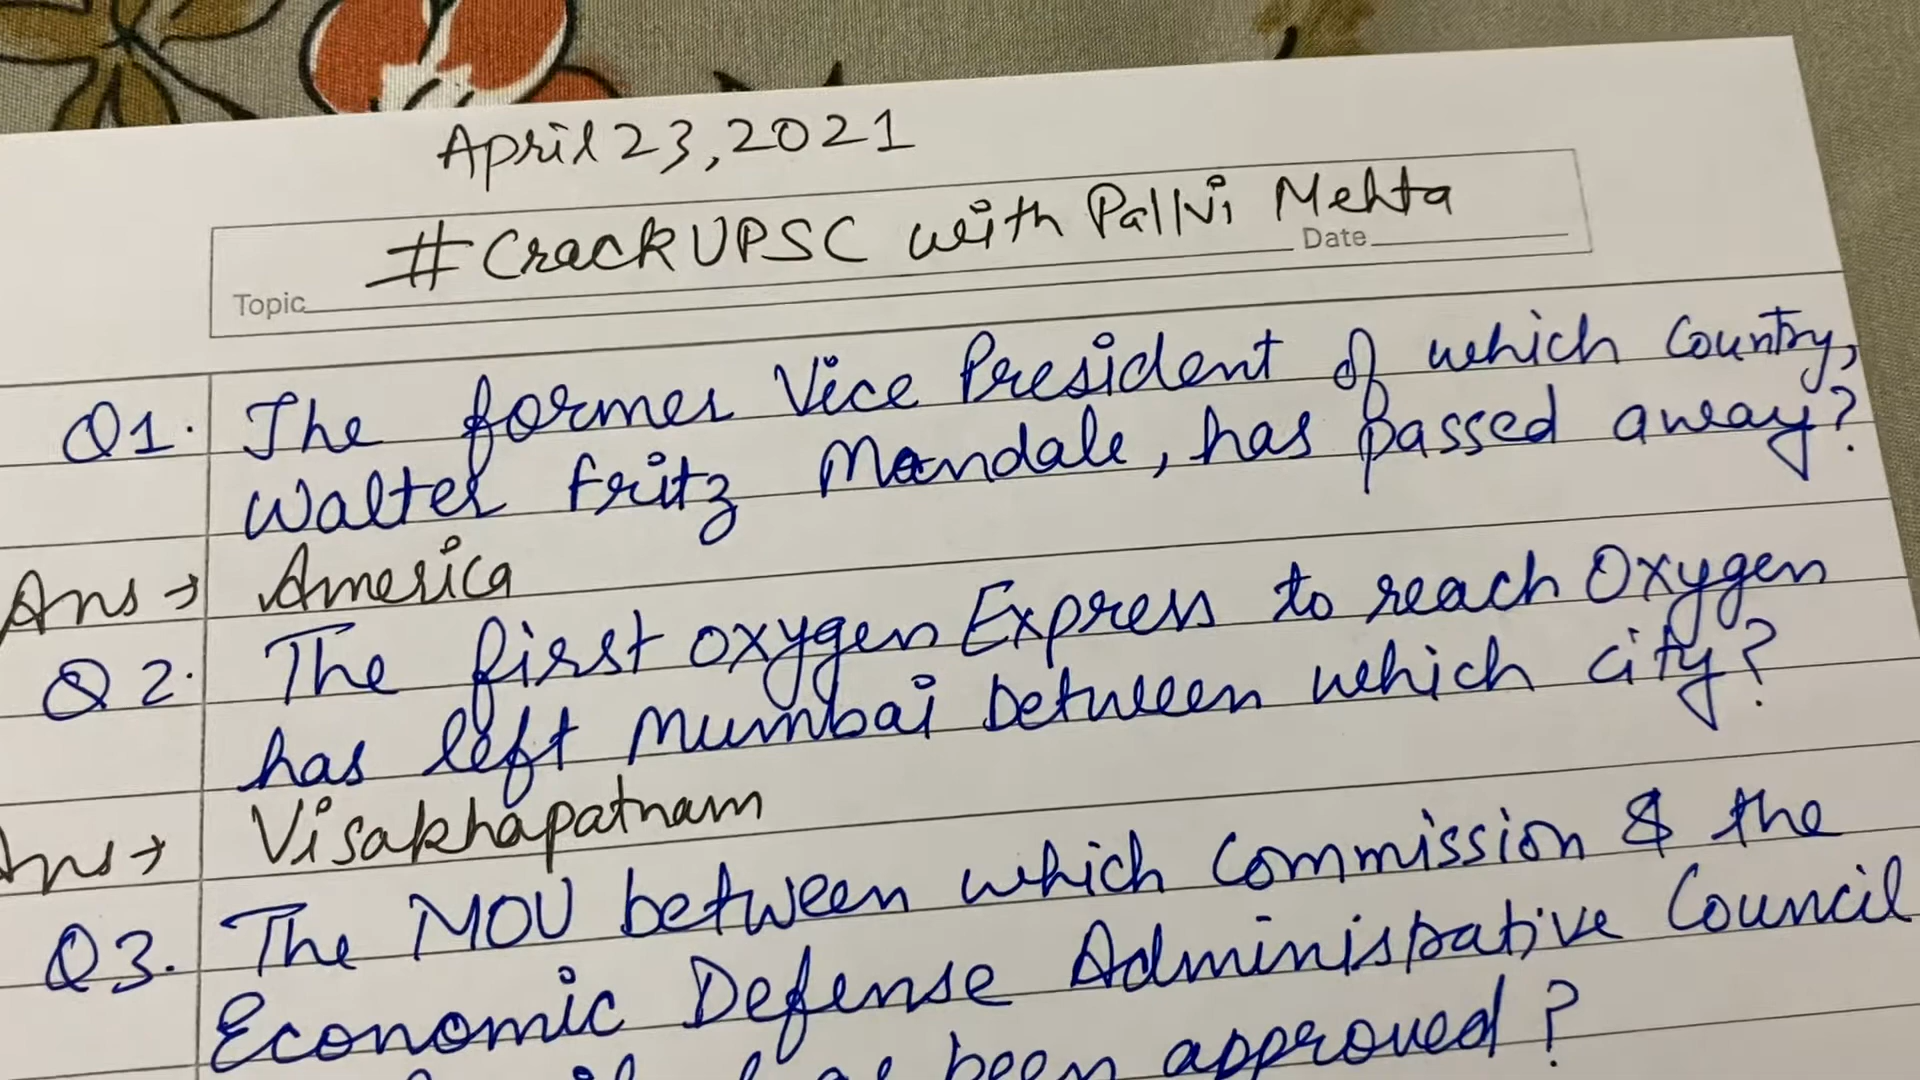 April 23, 2021
#CrackUPSC with Pallvi Mehta
Topic Date
Q1. The former Vice President of which Country,
Walter Fritz Mondale, has passed away?
Ans → America
Q2. The first oxygen Express to reach Oxygen
has left Mumbai between which city?
Ans → Visakhapatnam
Q3. The MOU between which Commission & the
Economic Defense Administrative Council
been approved?